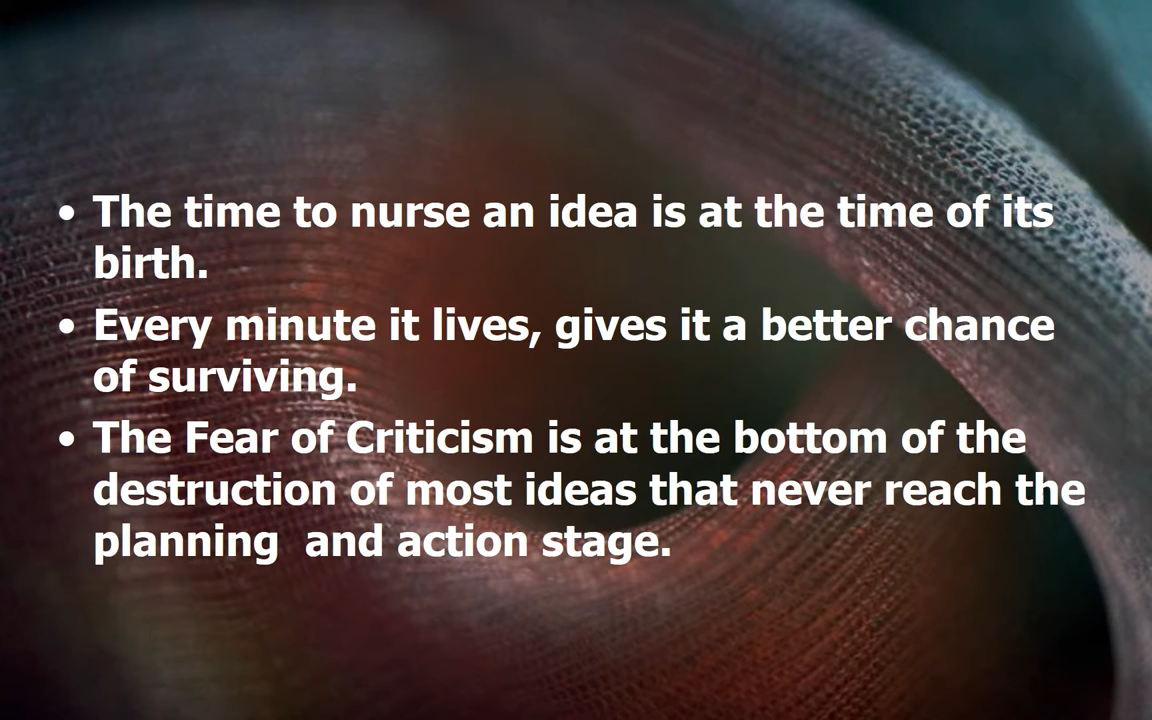 • The time to nurse an idea is at the time of its
birth.
• Every minute it lives, gives it a better chance
of surviving.
• The Fear of Criticism is at the bottom of the
destruction of most ideas that never reach the
planning  and action stage.